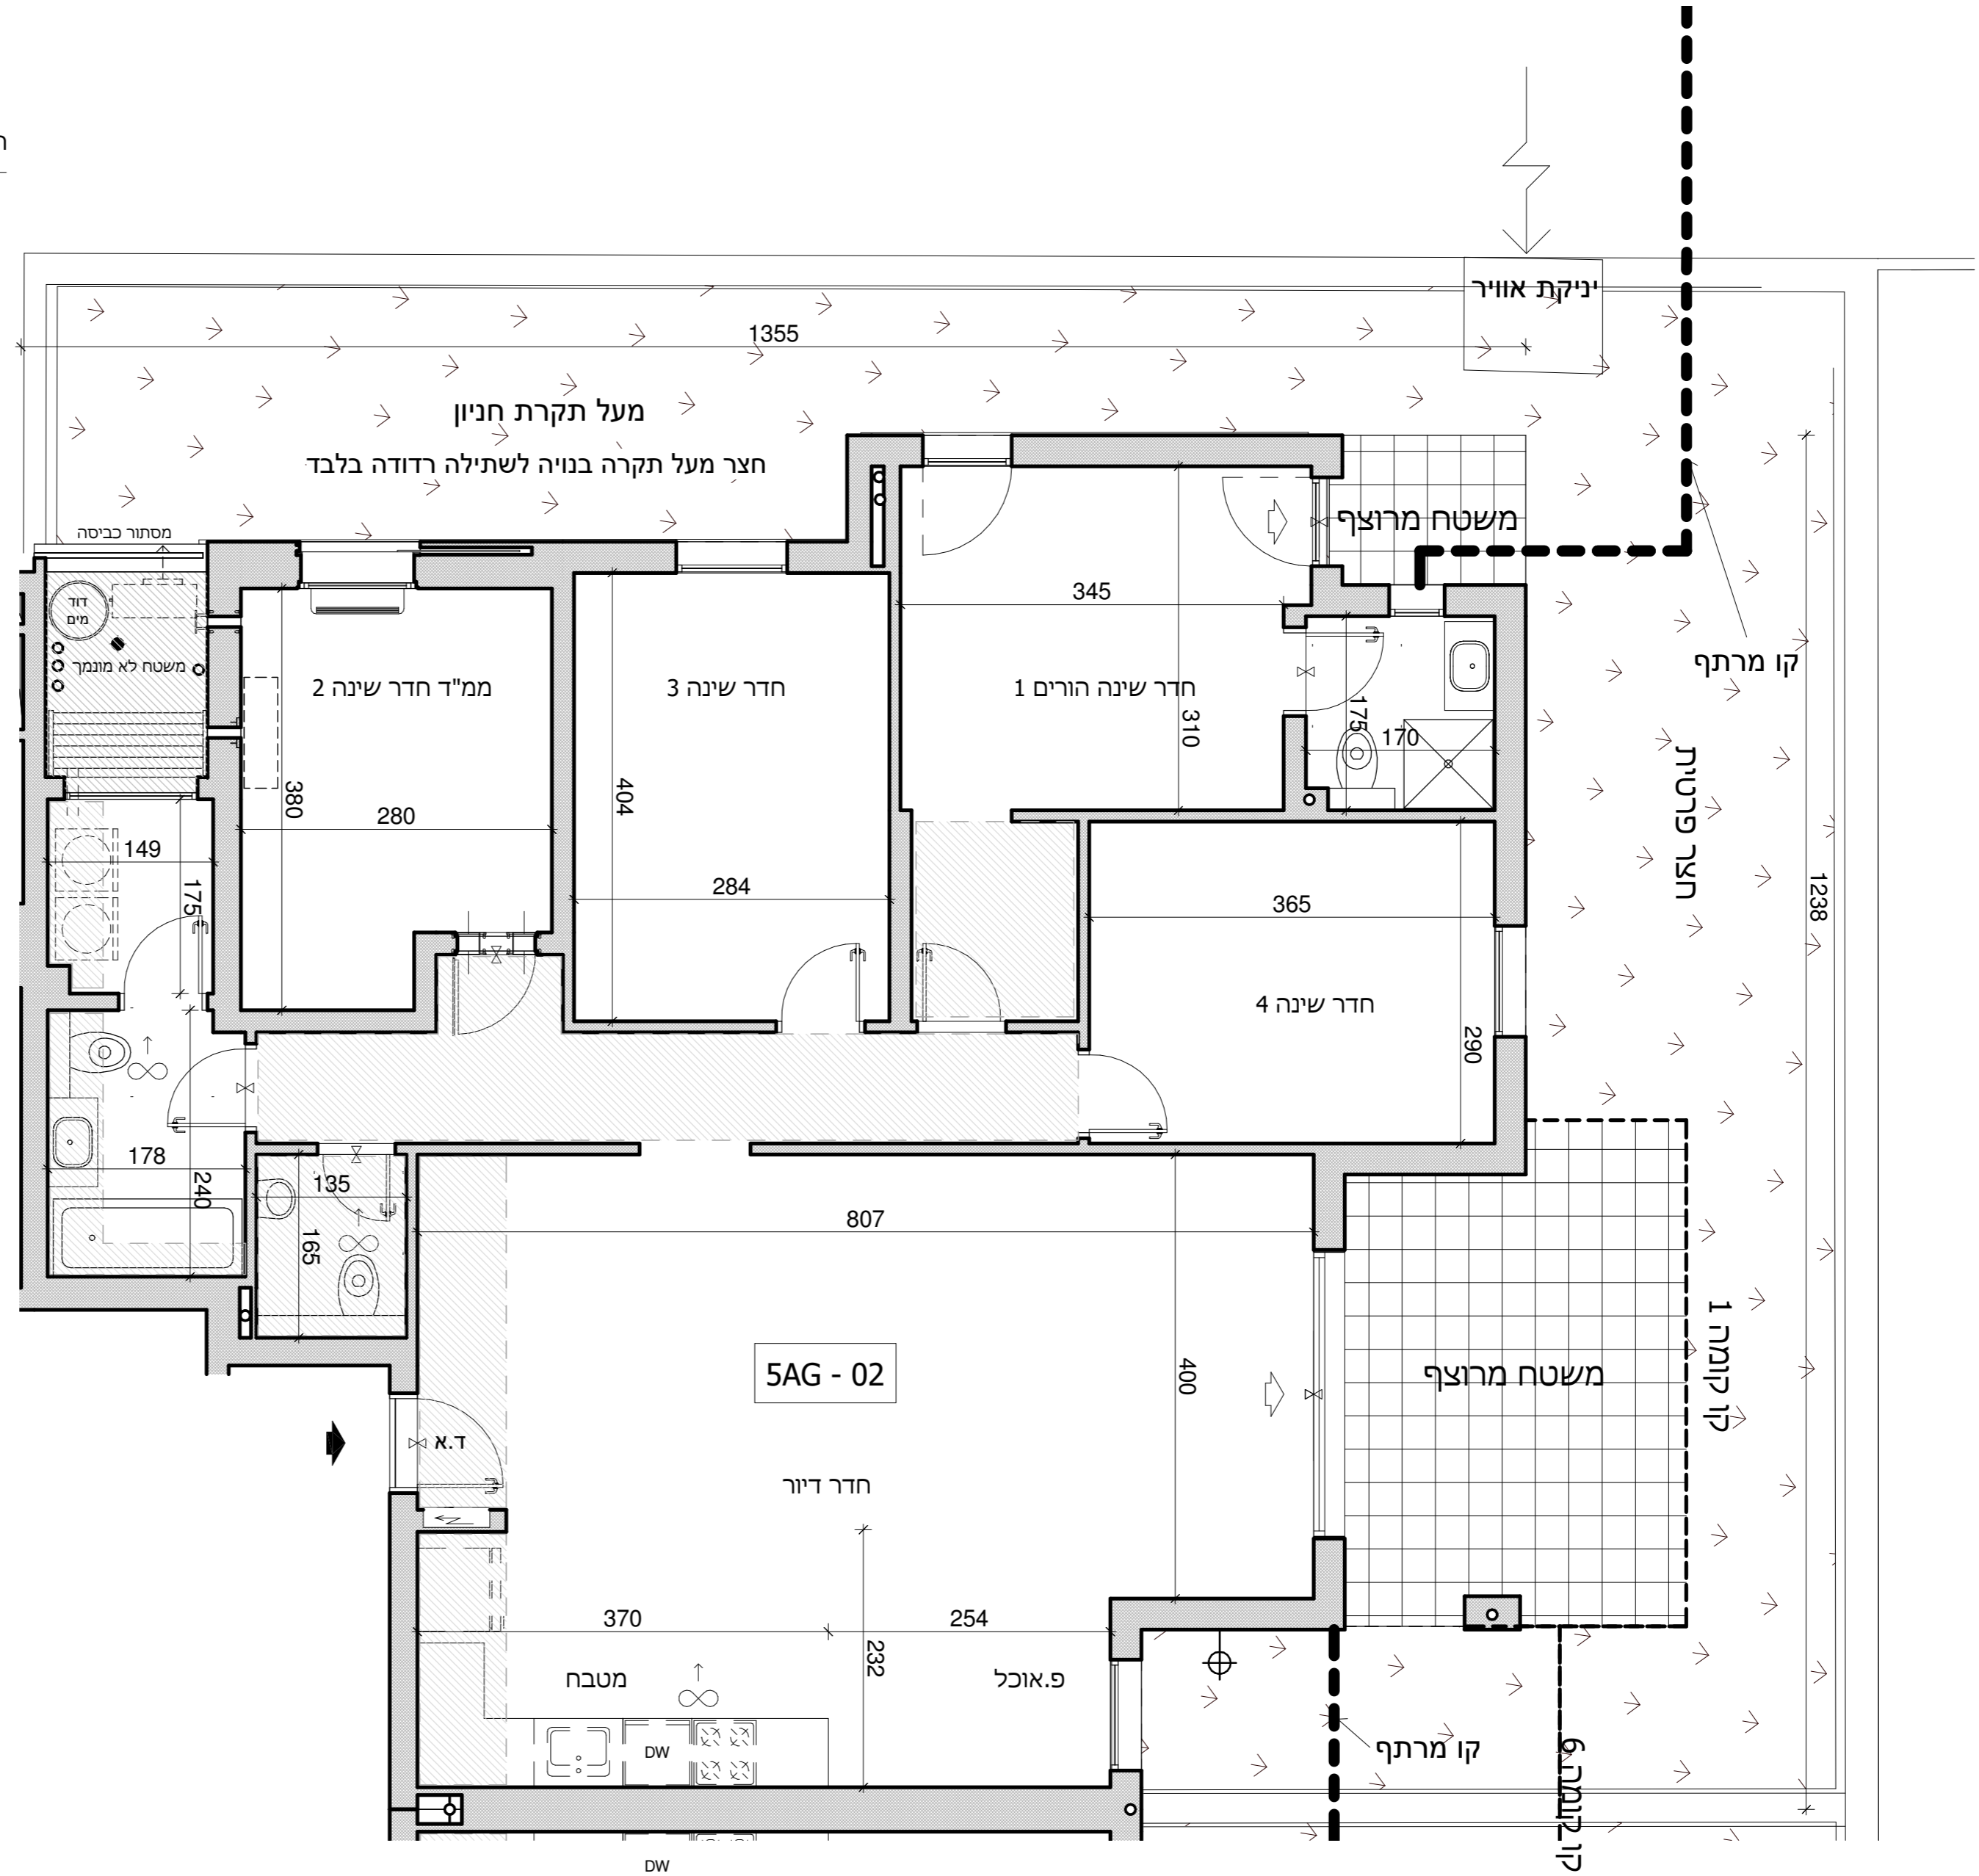 יניקת אוויר
1355
מעל תקרת חניון
חצר מעל תקרה בנויה לשתילה רדודה בלבד
מסתור כביסה
משטח מרוצף
דוד
מים
345
קו מרתף
משטח לא מונמך
ממ"ד חדר שינה 2
חדר שינה 3
חדר שינה הורים 1
310
175
170
חצר פרטית
380
404
280
149
175
284
365
1238
חדר שינה 4
290
178
240
135
165
807
קו קומה 1
5AG - 02
400
משטח מרוצף
ד.א
חדר דיור
370
254
232
מטבח
פ.אוכל
DW
קו מרתף
קו קומה 6
DW